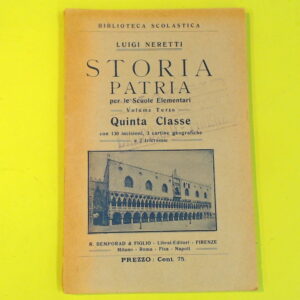 BIBLIOTECA SCOLASTICA
LUIGI NERETTI
STORIA
PATRIA
per le Scuole Elementari
Volume Terzo
Quinta Classe
con 130 incisioni, 3 cartine geografiche
e 2 tricromie
R. BEMPORAD & FIGLIO - Librai-Editori - FIRENZE
Milano - Roma - Pisa - Napoli
PREZZO: Cent. 75.